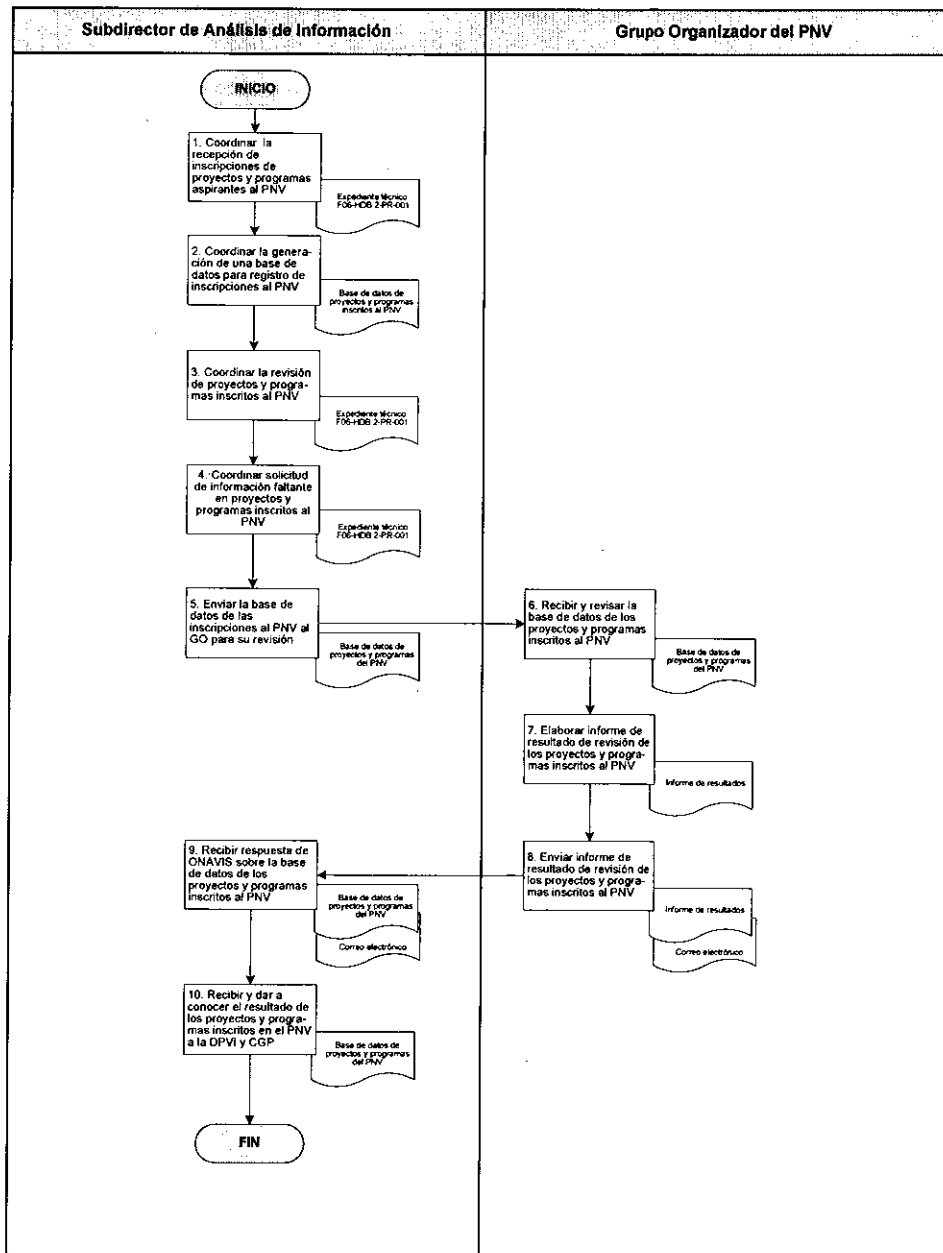 Subdirector de Análisis de Información
Grupo Organizador del PNV
INICIO
1. Coordinar la
recepción de
inscripciones de
proyectos y programas
aspirantes al PNV
Expediente técnico
F06-HDB 2-PR-001
2. Coordinar la genera-
ción de una base de
datos para registro de
inscripciones al PNV
Base de datos de
proyectos y programas
inscritos al PNV
3. Coordinar la revisión
de proyectos y progra-
mas inscritos al PNV
Expediente técnico
F06-HDB 2-PR-001
4. Coordinar solicitud
de información faltante
en proyectos y
programas inscritos al
PNV
Expediente técnico
F06-HDB 2-PR-001
5. Enviar la base de
datos de las
inscripciones al PNV al
GO para su revisión
Base de datos de
proyectos y programas
del PNV
6. Recibir y revisar la
base de datos de los
proyectos y programas
inscritos al PNV
Base de datos de
proyectos y programas
del PNV
7. Elaborar informe de
resultado de revisión de
los proyectos y progra-
mas inscritos al PNV
Informe de resultados
8. Enviar informe de
resultado de revisión de
los proyectos y progra-
mas inscritos al PNV
Informe de resultados
Correo electrónico
9. Recibir respuesta de
ONAVIS sobre la base
de datos de los
proyectos y programas
inscritos al PNV
Base de datos de
proyectos y programas
del PNV
Correo electrónico
10. Recibir y dar a
conocer el resultado de
los proyectos y progra-
mas inscritos en el PNV
a la DPVI y CGP
Base de datos de
proyectos y programas
del PNV
FIN